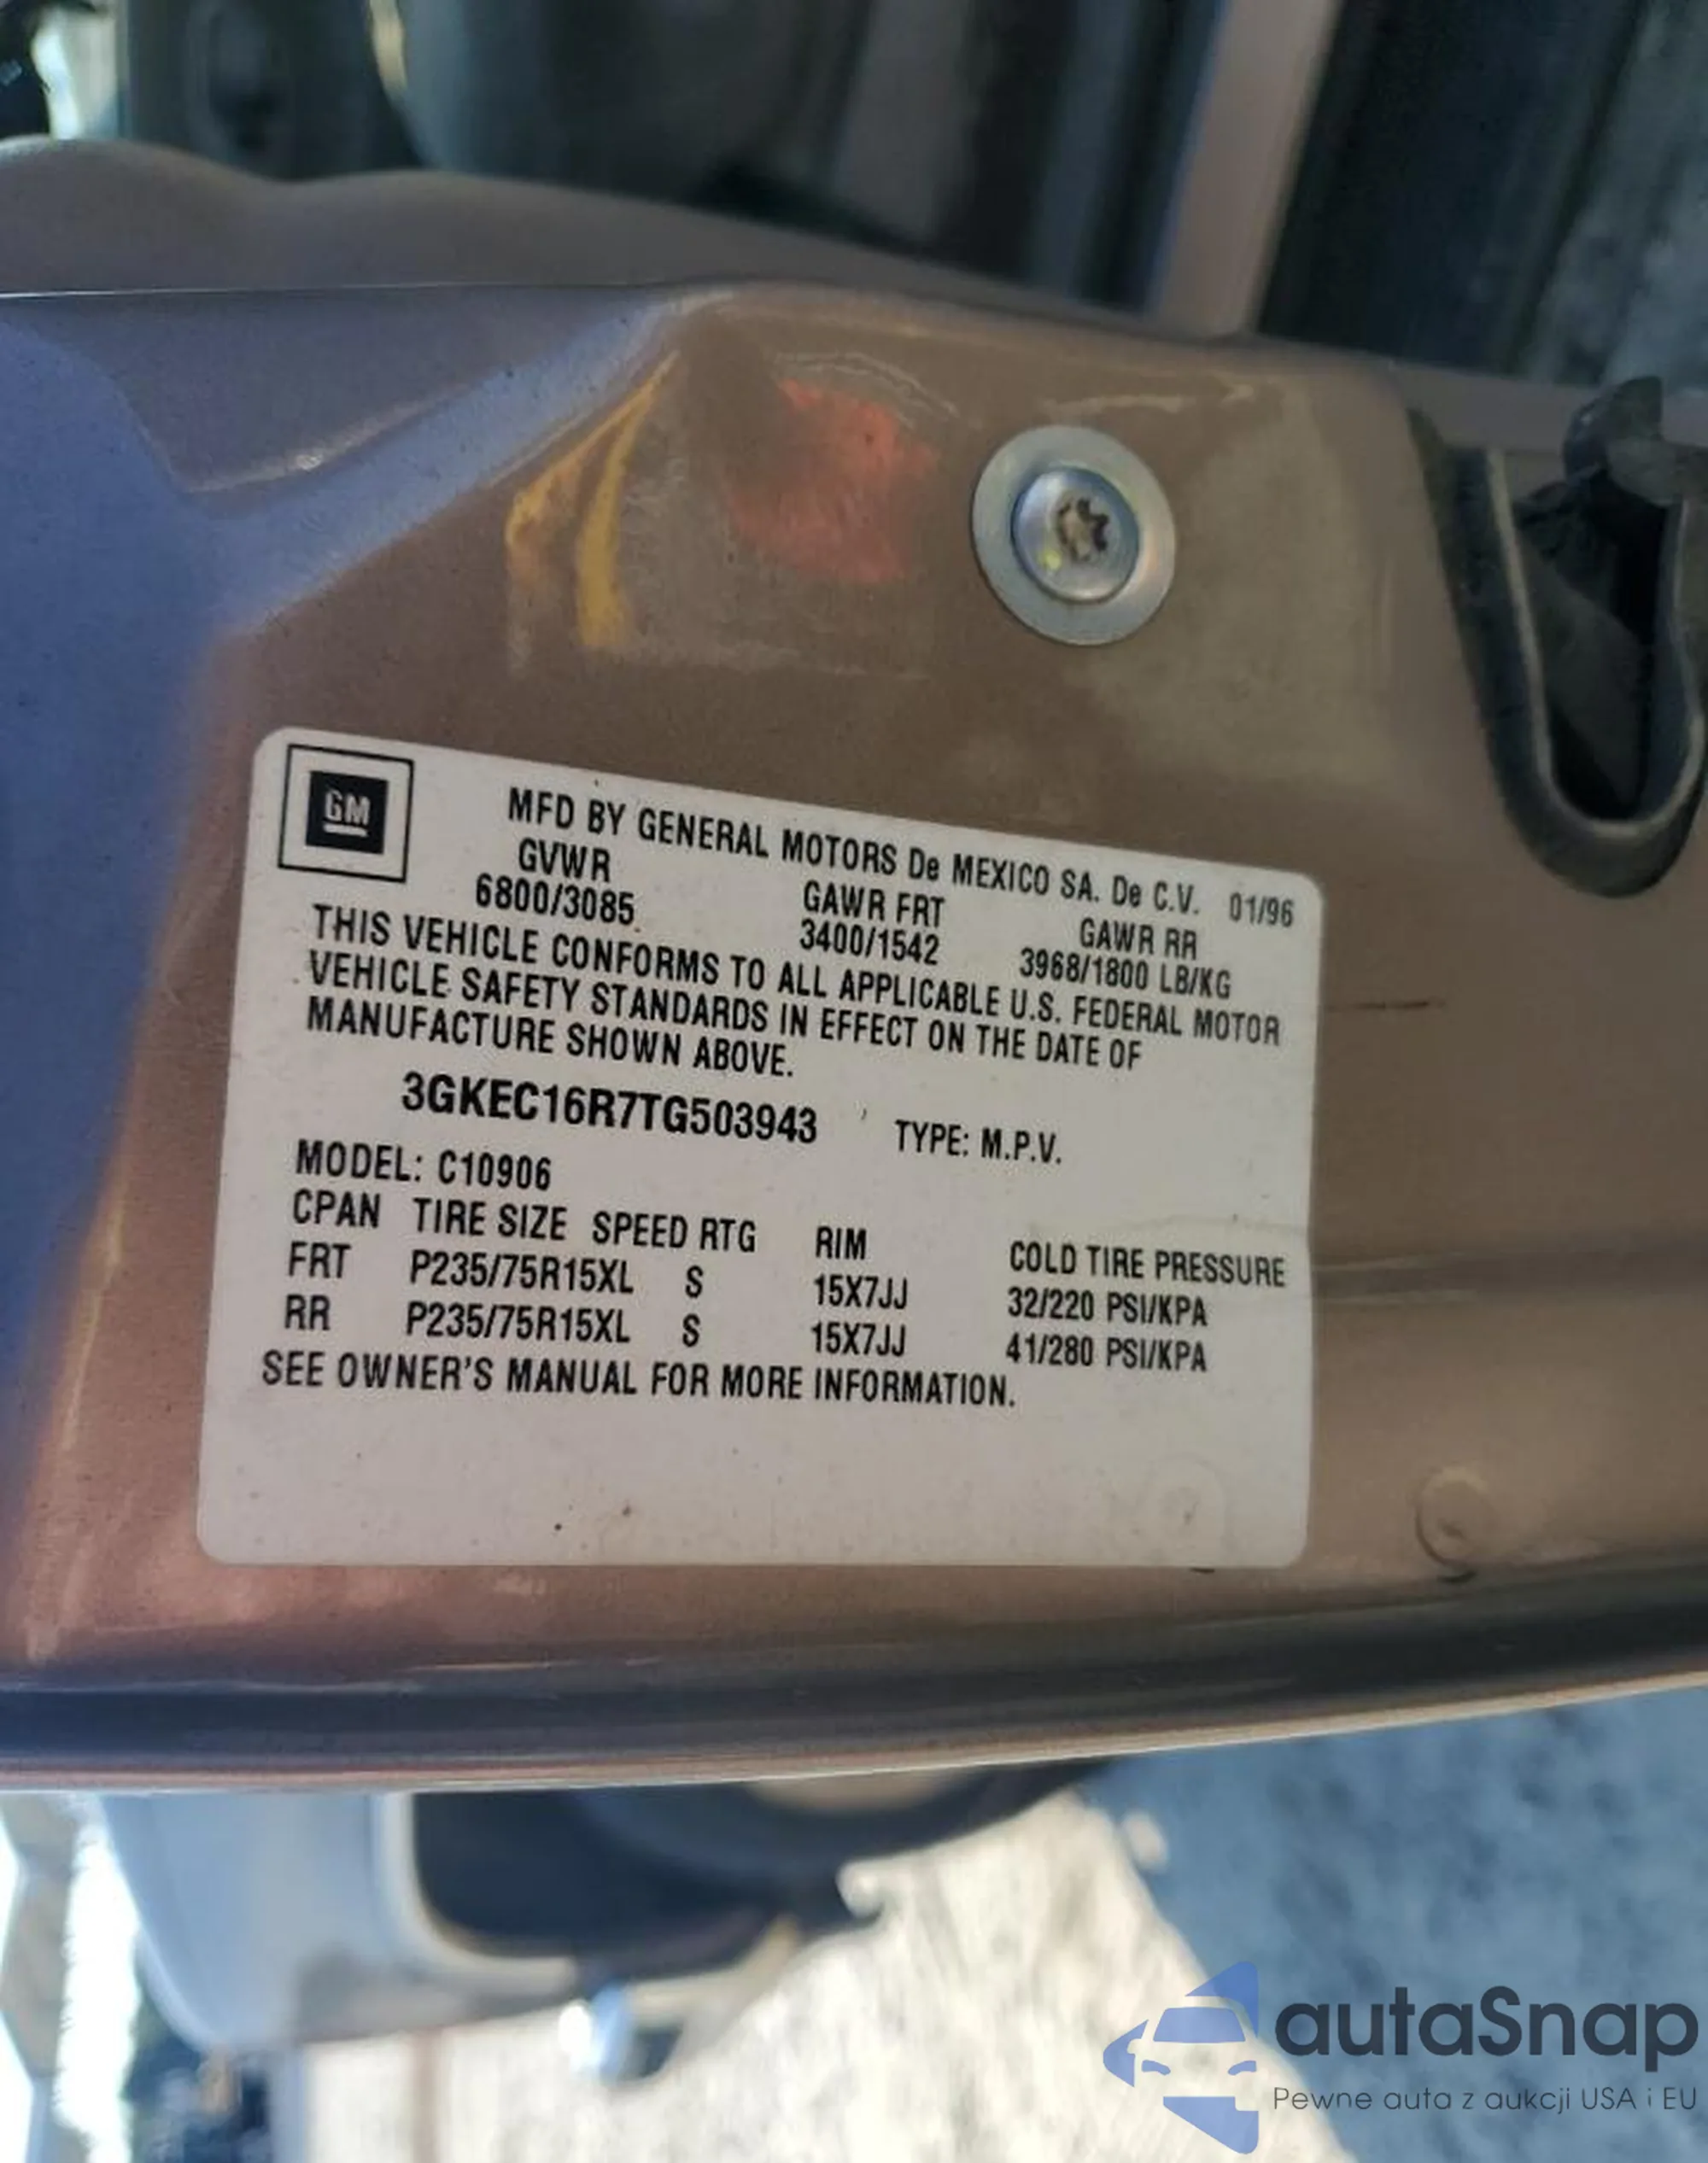 GM
MFD BY GENERAL MOTORS De MEXICO SA. De C.V. 01/96
GVWR GAWR FRT GAWR RR
6800/3085 3400/1542 3968/1800 LB/KG
THIS VEHICLE CONFORMS TO ALL APPLICABLE U.S. FEDERAL MOTOR
VEHICLE SAFETY STANDARDS IN EFFECT ON THE DATE OF
MANUFACTURE SHOWN ABOVE.
3GKEC16R7TG503943 TYPE: M.P.V.
MODEL: C10906
CPAN TIRE SIZE SPEED RTG RIM COLD TIRE PRESSURE
FRT P235/75R15XL S 15X7JJ 32/220 PSI/KPA
RR P235/75R15XL S 15X7JJ 41/280 PSI/KPA
SEE OWNER'S MANUAL FOR MORE INFORMATION.
autaSnap
Pewne auta z aukcji USA i EU